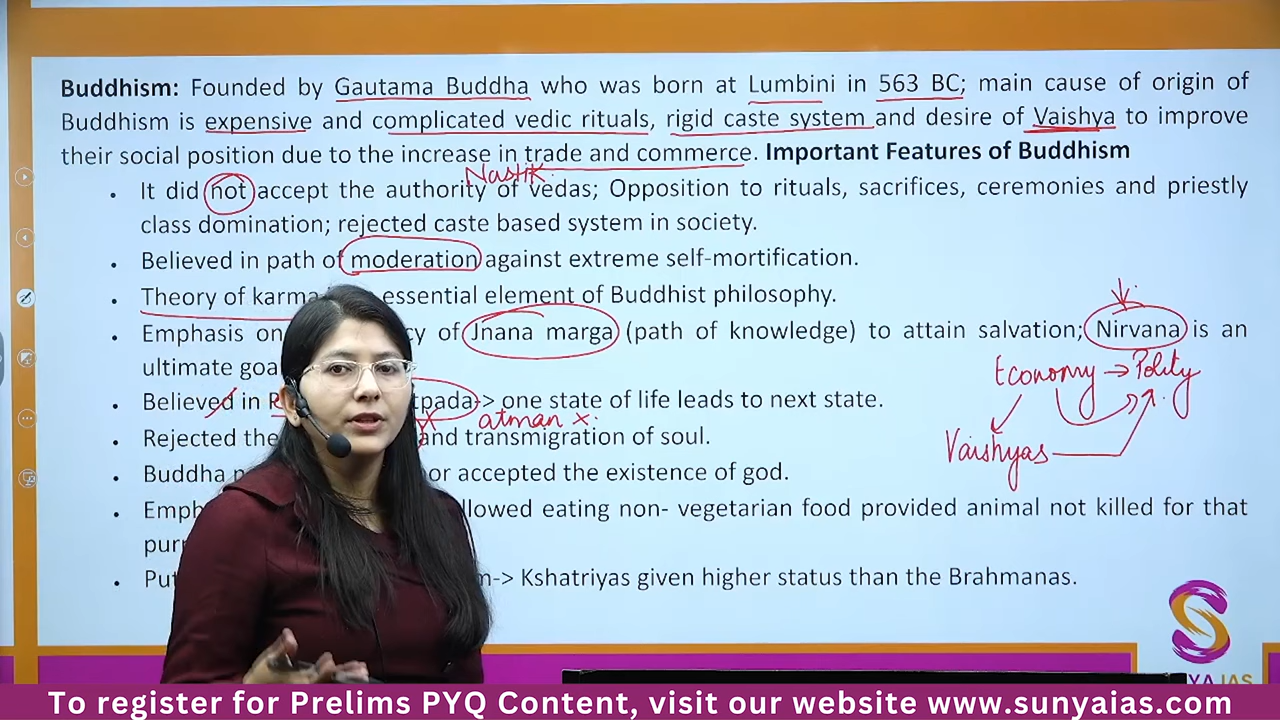 Buddhism: Founded by Gautama Buddha who was born at Lumbini in 563 BC; main cause of origin of
Buddhism is expensive and complicated vedic rituals, rigid caste system and desire of Vaishya to improve
their social position due to the increase in trade and commerce. Important Features of Buddhism
Nastik
• It did not accept the authority of vedas; Opposition to rituals, sacrifices, ceremonies and priestly
class domination; rejected caste based system in society.
• Believed in path of moderation against extreme self-mortification.
• Theory of karma essential element of Buddhist philosophy.
• Emphasis on cy of Jnana marga (path of knowledge) to attain salvation; Nirvana is an
ultimate goa
Economy → Polity
• Believed in tpada-> one state of life leads to next state.
atman x
• Rejected the and transmigration of soul.
Vaishyas
• Buddha or accepted the existence of god.
• Emph llowed eating non- vegetarian food provided animal not killed for that
purp
• Put m-> Kshatriyas given higher status than the Brahmanas.
YA IAS
To register for Prelims PYQ Content, visit our website www.sunyaias.com